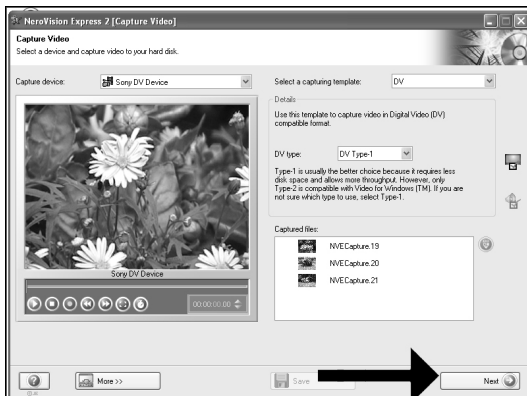 NeroVision Express 2 [Capture Video]
Capture Video
Select a device and capture video to your hard disk.
Capture device:
Sony DV Device
Select a capturing template:
DV
Details
Use this template to capture video in Digital Video (DV)
compatible format.
DV type:
DV Type-1
Type-1 is usually the better choice because it requires less
disk space and allows more throughput. However, only
Type-2 is compatible with Video for Windows (TM). If you are
not sure which type to use, select Type-1.
Sony DV Device
00:00:00.00
Captured files:
NVECapture.19
NVECapture.20
NVECapture.21
More >>
Save
Next